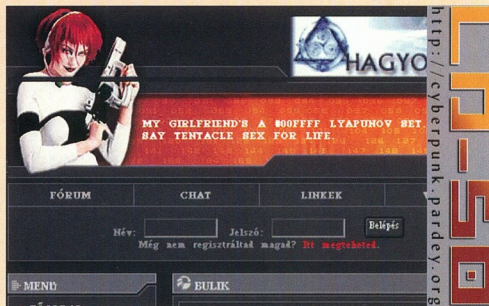 HAGYO
MY GIRLFRIEND'S A #00FFFF LYAPUNOV SET.
SAY TENTACLE SEX FOR LIFE.
FÓRUM
CHAT
LINKEK
Név:
Jelszó:
Belépés
Még nem regisztráltad magad? Itt megteheted.
MENÜ
BULIK
http://cyberpunk.pardey.org